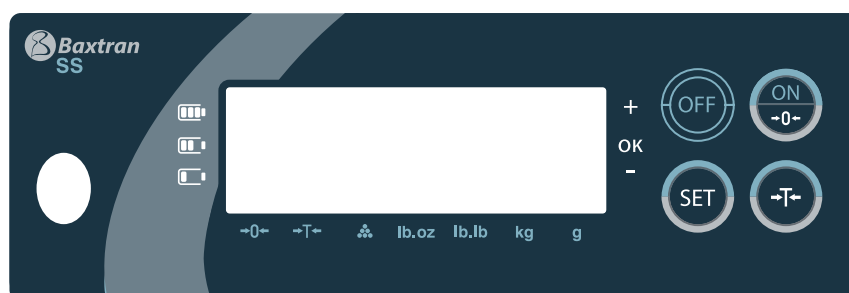 Baxtran
SS
+
OK
-
OFF
ON
→0←
SET
→T←
→0← →T← lb.oz lb.lb kg g